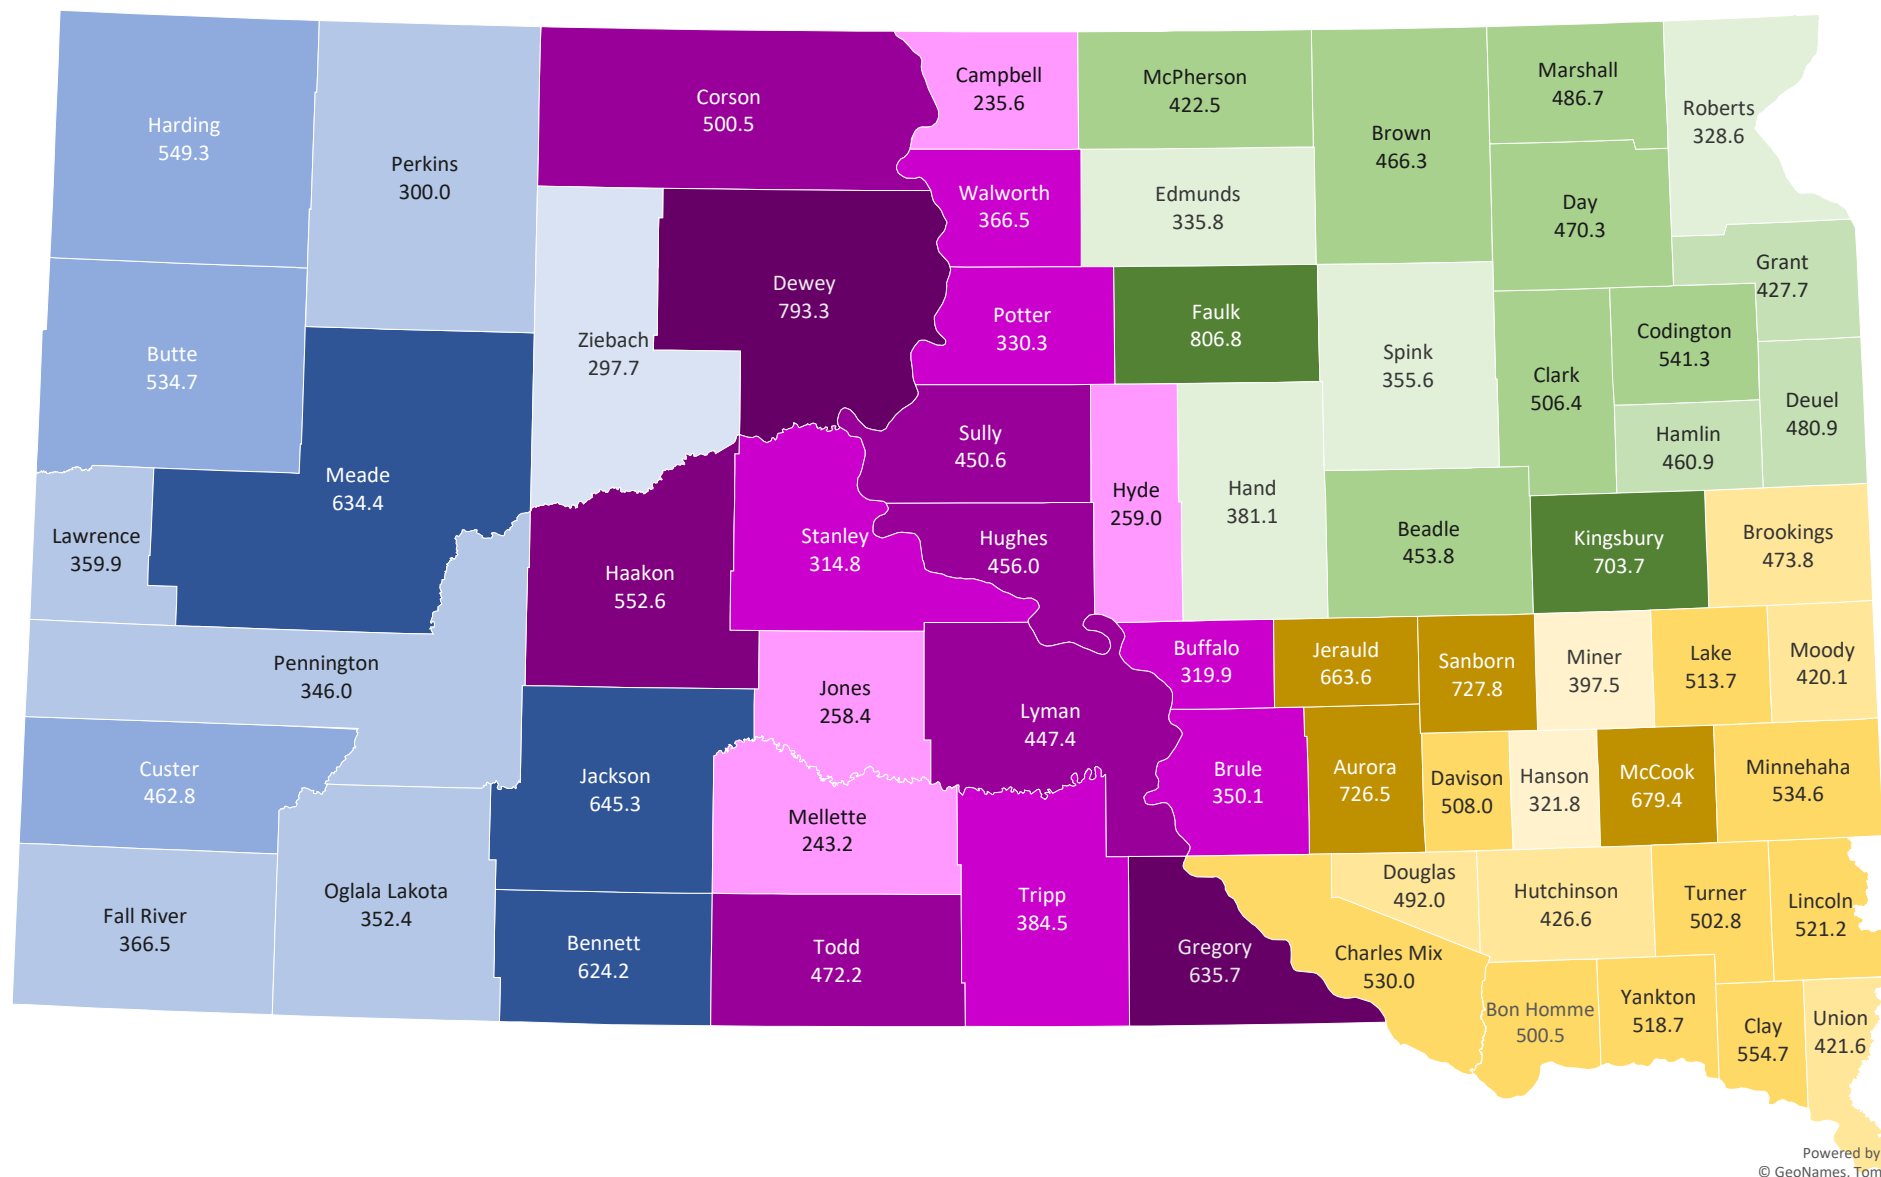 Harding
549.3
Perkins
300.0
Corson
500.5
Campbell
235.6
McPherson
422.5
Brown
466.3
Marshall
486.7
Roberts
328.6
Walworth
366.5
Edmunds
335.8
Day
470.3
Grant
427.7
Butte
534.7
Ziebach
297.7
Dewey
793.3
Potter
330.3
Faulk
806.8
Spink
355.6
Clark
506.4
Codington
541.3
Deuel
480.9
Hamlin
460.9
Meade
634.4
Sully
450.6
Hyde
259.0
Hand
381.1
Lawrence
359.9
Haakon
552.6
Stanley
314.8
Hughes
456.0
Beadle
453.8
Kingsbury
703.7
Brookings
473.8
Pennington
346.0
Jones
258.4
Lyman
447.4
Buffalo
319.9
Jerauld
663.6
Sanborn
727.8
Miner
397.5
Lake
513.7
Moody
420.1
Custer
462.8
Jackson
645.3
Mellette
243.2
Brule
350.1
Aurora
726.5
Davison
508.0
Hanson
321.8
McCook
679.4
Minnehaha
534.6
Fall River
366.5
Oglala Lakota
352.4
Bennett
624.2
Todd
472.2
Tripp
384.5
Gregory
635.7
Charles Mix
530.0
Douglas
492.0
Hutchinson
426.6
Turner
502.8
Lincoln
521.2
Bon Homme
500.5
Yankton
518.7
Clay
554.7
Union
421.6
Powered by
© GeoNames, Tom